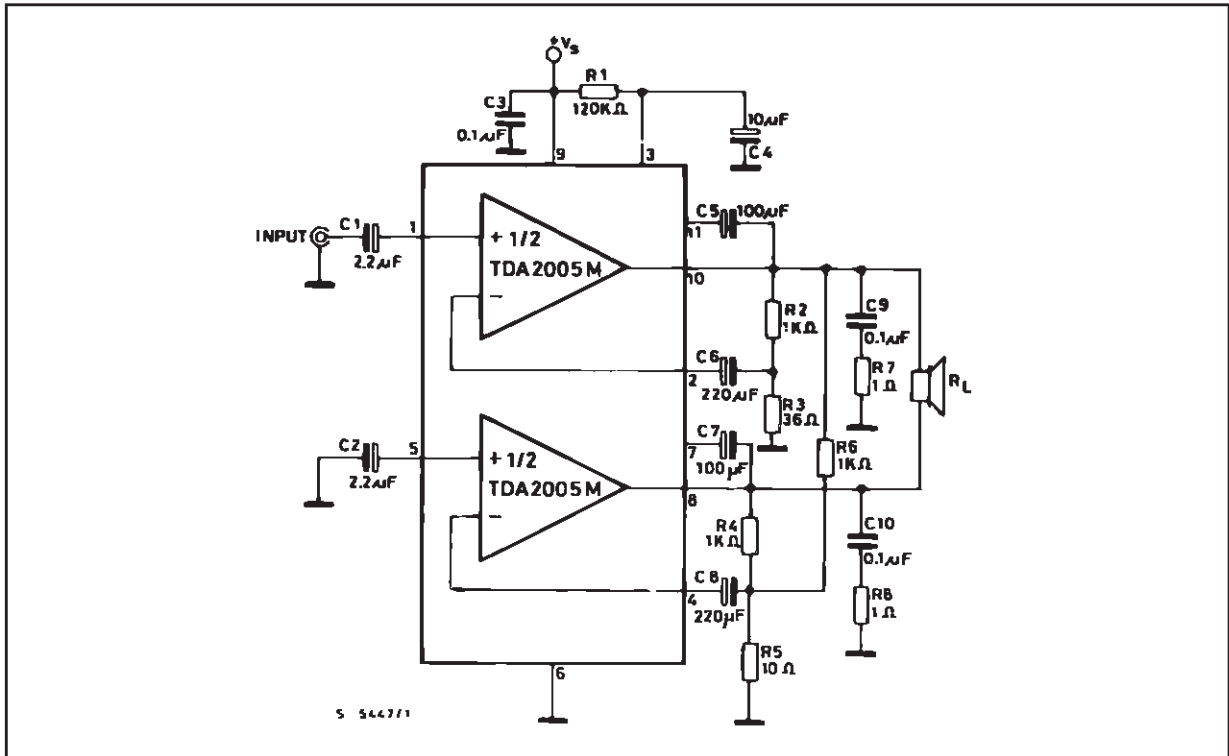 +Vs
R1
120KΩ
C3
0.1µF
10µF
C4
9
3
C5
100µF
11
INPUT
C1
2.2µF
1
+ 1/2
TDA2005M
−
10
R2
1KΩ
C9
0.1µF
R7
1Ω
RL
C6
220µF
2
R3
36Ω
C7
100µF
7
R6
1KΩ
C2
2.2µF
5
+ 1/2
TDA2005M
−
8
R4
1KΩ
C10
0.1µF
C8
220µF
4
R8
1Ω
R5
10Ω
6
S 5447/1